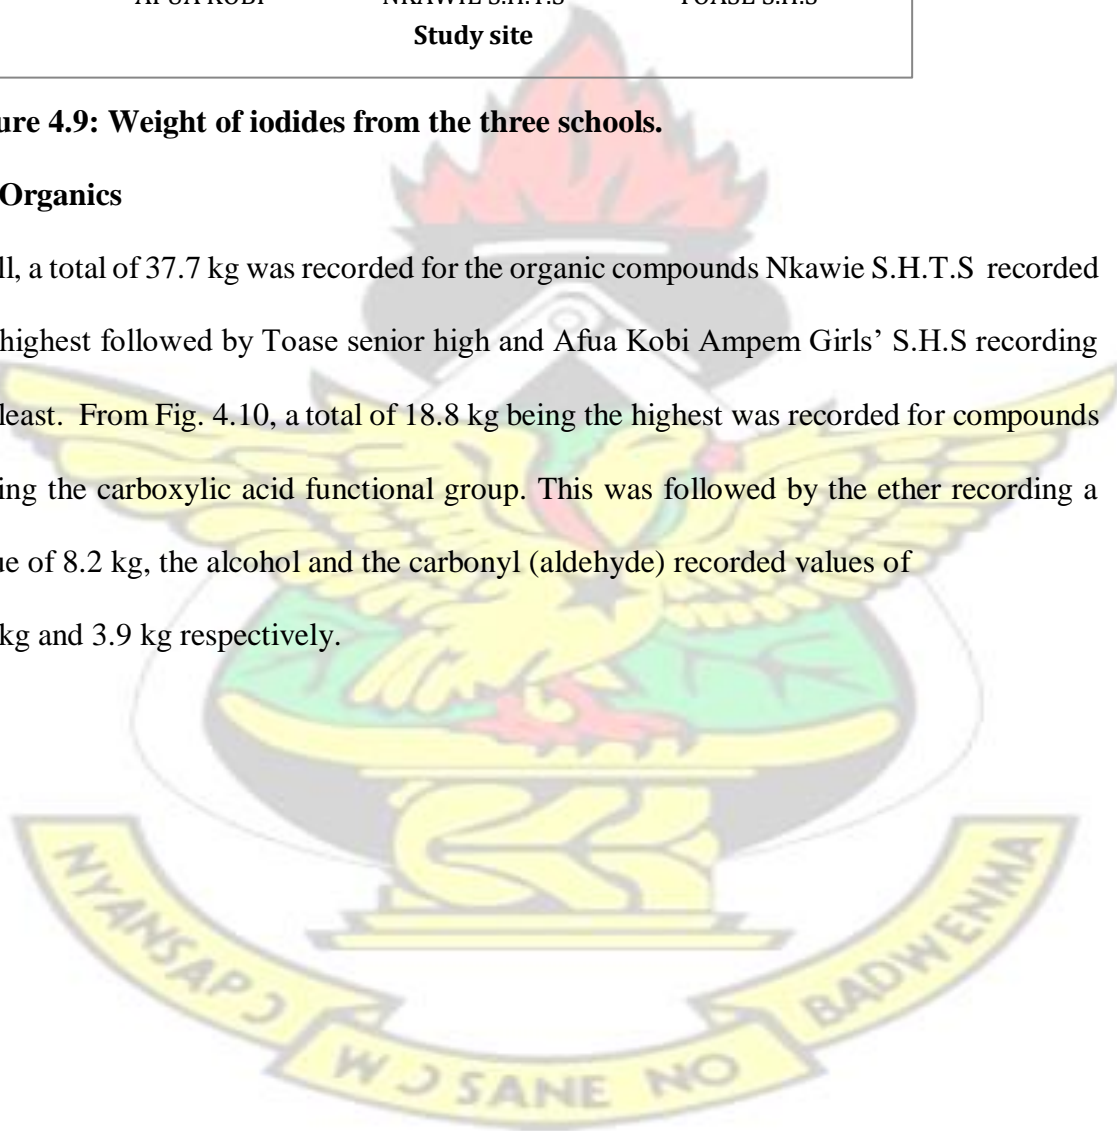 Study site
ure 4.9: Weight of iodides from the three schools.
Organics
ll, a total of 37.7 kg was recorded for the organic compounds Nkawie S.H.T.S recorded
highest followed by Toase senior high and Afua Kobi Ampem Girls’ S.H.S recording
least. From Fig. 4.10, a total of 18.8 kg being the highest was recorded for compounds
ing the carboxylic acid functional group. This was followed by the ether recording a
ue of 8.2 kg, the alcohol and the carbonyl (aldehyde) recorded values of
kg and 3.9 kg respectively.
NYANSAPƆ WƆSANE NO BADWENMA